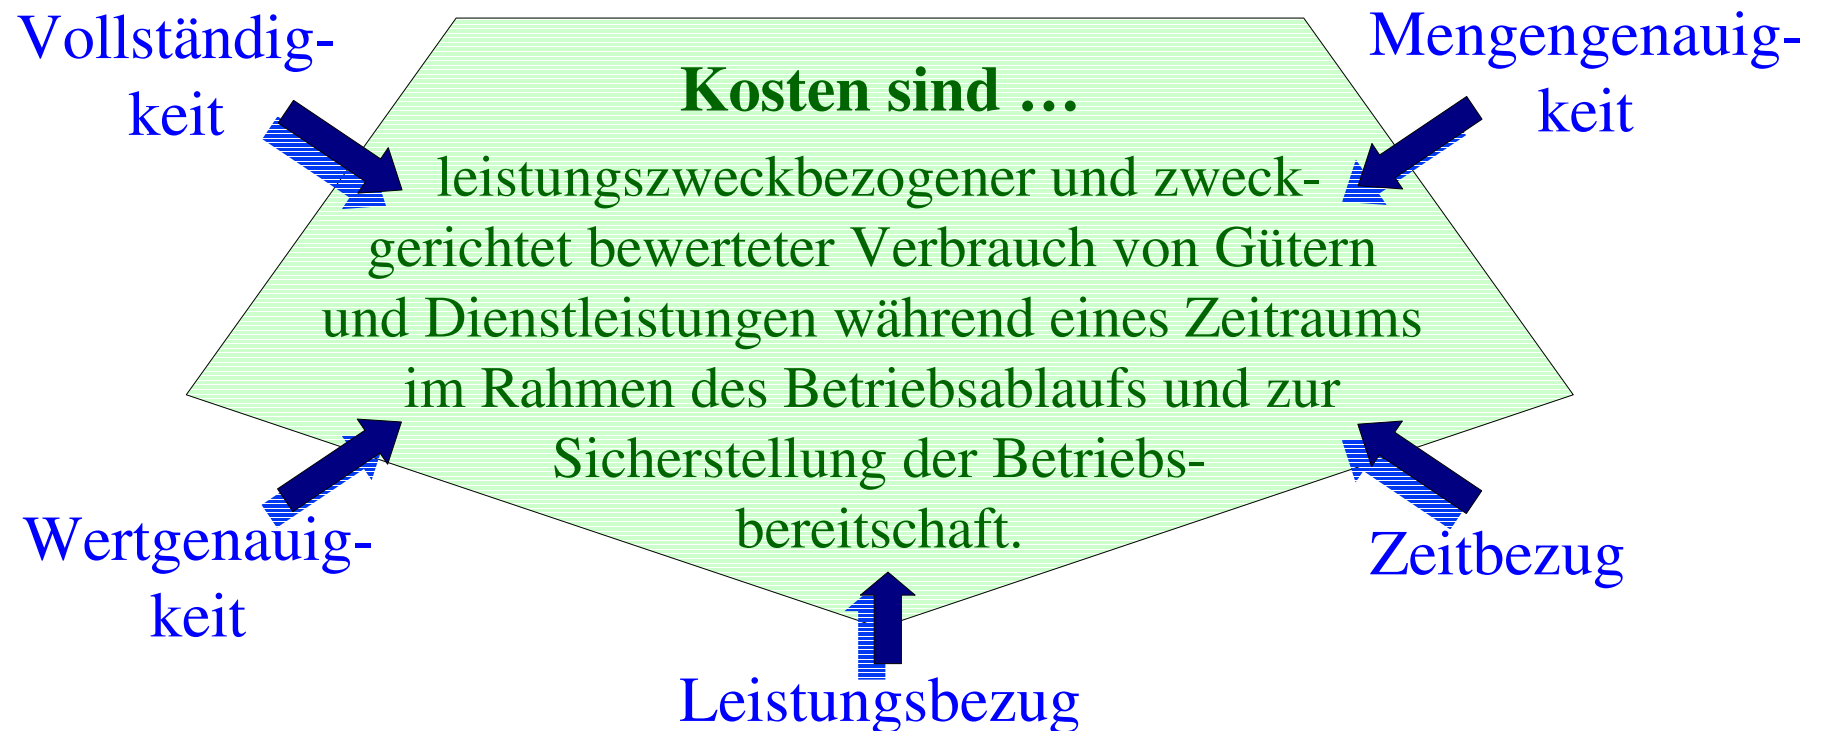 Vollständig-
keit
Mengengenauig-
keit
Kosten sind …
leistungszweckbezogener und zweck-
gerichtet bewerteter Verbrauch von Gütern
und Dienstleistungen während eines Zeitraums
im Rahmen des Betriebsablaufs und zur
Sicherstellung der Betriebs-
bereitschaft.
Wertgenauig-
keit
Zeitbezug
Leistungsbezug